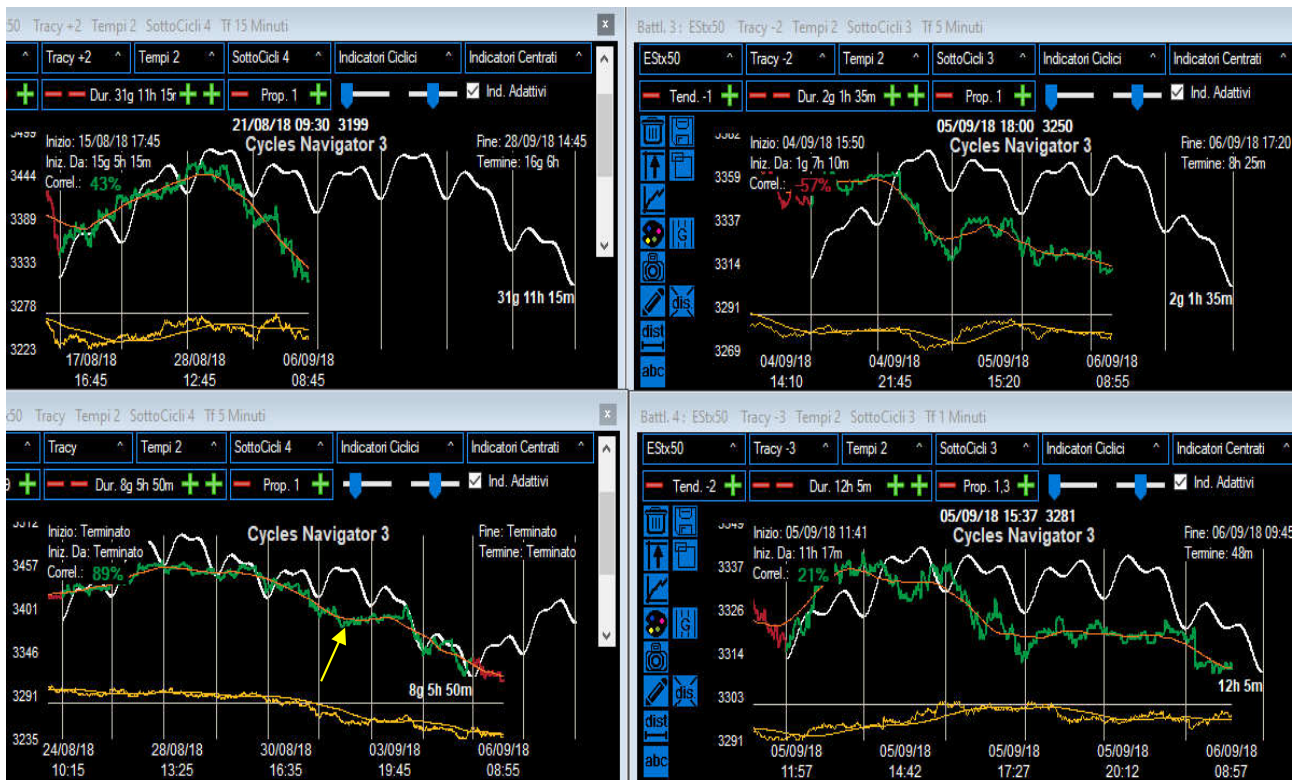 50 Tracy +2 Tempi 2 SottoCicli 4 Tf 15 Minuti x
^ Tracy +2 ^ Tempi 2 ^ SottoCicli 4 ^ Indicatori Ciclici ^ Indicatori Centrati ^
Dur. 31g 11h 15r Prop. 1 Ind. Adattivi
21/08/18 09:30 3199
Cycles Navigator 3
Inizio: 15/08/18 17:45
Iniz. Da: 15g 5h 15m
Correl.: 43%
Fine: 28/09/18 14:45
Termine: 16g 6h
3499
3444
3389
3333
3278
3223
31g 11h 15m
17/08/18 28/08/18 06/09/18
16:45 12:45 08:45
Battl. 3 : EStx50 Tracy -2 Tempi 2 SottoCicli 3 Tf 5 Minuti
EStx50 ^ Tracy -2 ^ Tempi 2 ^ SottoCicli 3 ^ Indicatori Ciclici ^ Indicatori Centrati ^
Tend. -1 Dur. 2g 1h 35m Prop. 1 Ind. Adattivi
05/09/18 18:00 3250
Cycles Navigator 3
Inizio: 04/09/18 15:50
Iniz. Da: 1g 7h 10m
Correl.: -57%
Fine: 06/09/18 17:20
Termine: 8h 25m
G
dis
dist
abc
3382
3359
3337
3314
3291
3269
2g 1h 35m
04/09/18 04/09/18 05/09/18 06/09/18
14:10 21:45 15:20 08:55
x50 Tracy Tempi 2 SottoCicli 4 Tf 5 Minuti x
^ Tracy ^ Tempi 2 ^ SottoCicli 4 ^ Indicatori Ciclici ^ Indicatori Centrati ^
Dur. 8g 5h 50m Prop. 1 Ind. Adattivi
Cycles Navigator 3
Inizio: Terminato
Iniz. Da: Terminato
Correl.: 89%
Fine: Terminato
Termine: Terminato
3512
3457
3401
3346
3291
3235
8g 5h 50m
24/08/18 28/08/18 30/08/18 03/09/18 06/09/18
10:15 13:25 16:35 19:45 08:55
Battl. 4 : EStx50 Tracy -3 Tempi 2 SottoCicli 3 Tf 1 Minuti
EStx50 ^ Tracy -3 ^ Tempi 2 ^ SottoCicli 3 ^ Indicatori Ciclici ^ Indicatori Centrati ^
Tend. -2 Dur. 12h 5m Prop. 1,3 Ind. Adattivi
05/09/18 15:37 3281
Cycles Navigator 3
Inizio: 05/09/18 11:41
Iniz. Da: 11h 17m
Correl.: 21%
Fine: 06/09/18 09:45
Termine: 48m
G
dis
dist
abc
3349
3337
3326
3314
3303
3291
12h 5m
05/09/18 05/09/18 05/09/18 05/09/18 06/09/18
11:57 14:42 17:27 20:12 08:57